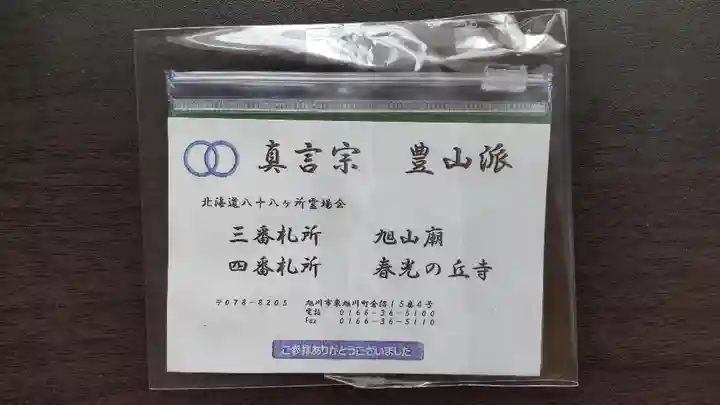 真言宗 豊山派
北海道八十八ヶ所霊場会
三番札所 旭山廟
四番札所 春光の丘寺
〒078-8205 旭川市東旭川町倉沼15番6号
電話 0166-36-5100
Fax 0166-36-5110
ご参拝ありがとうございました